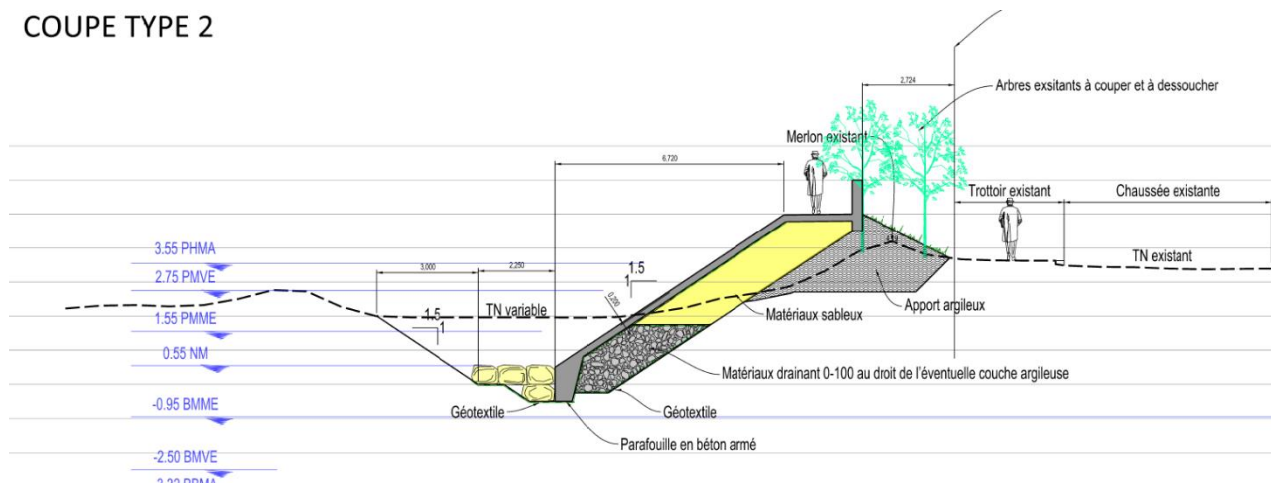 COUPE TYPE 2
2,724
Arbres exsitants à couper et à dessoucher
Merlon existant
6,720
Trottoir existant
Chaussée existante
3.55 PHMA
3,000
2,250
1.5
1
TN existant
2.75 PMVE
0,200
Apport argileux
1.5
1
TN variable
Matériaux sableux
1.55 PMME
0.55 NM
Matériaux drainant 0-100 au droit de l'éventuelle couche argileuse
-0.95 BMME
Géotextile
Géotextile
Parafouille en béton armé
-2.50 BMVE